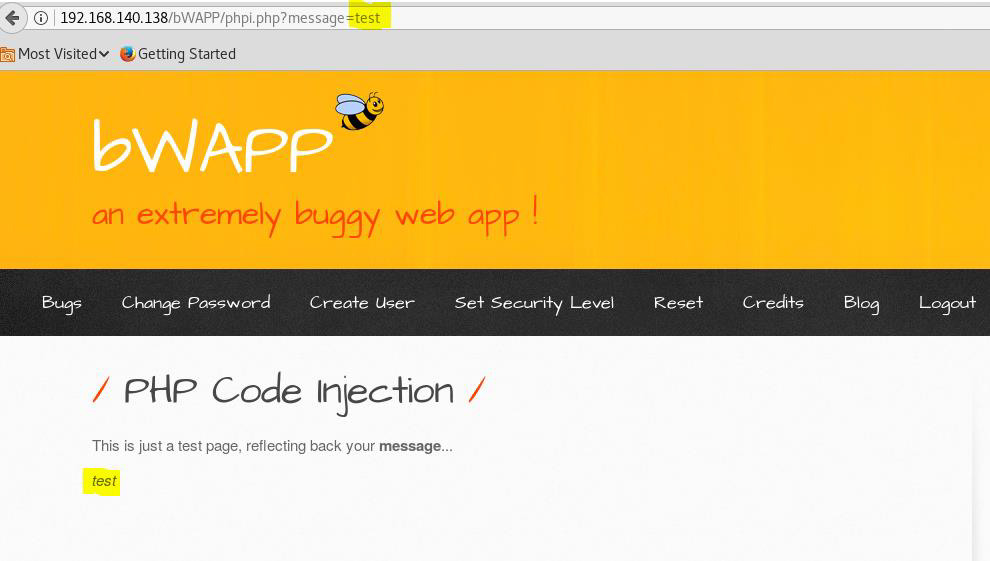 192.168.140.138/bWAPP/phpi.php?message=test
Most Visited Getting Started
bWAPP
an extremely buggy web app !
Bugs Change Password Create User Set Security Level Reset Credits Blog Logout
/ PHP Code Injection /
This is just a test page, reflecting back your message...
test